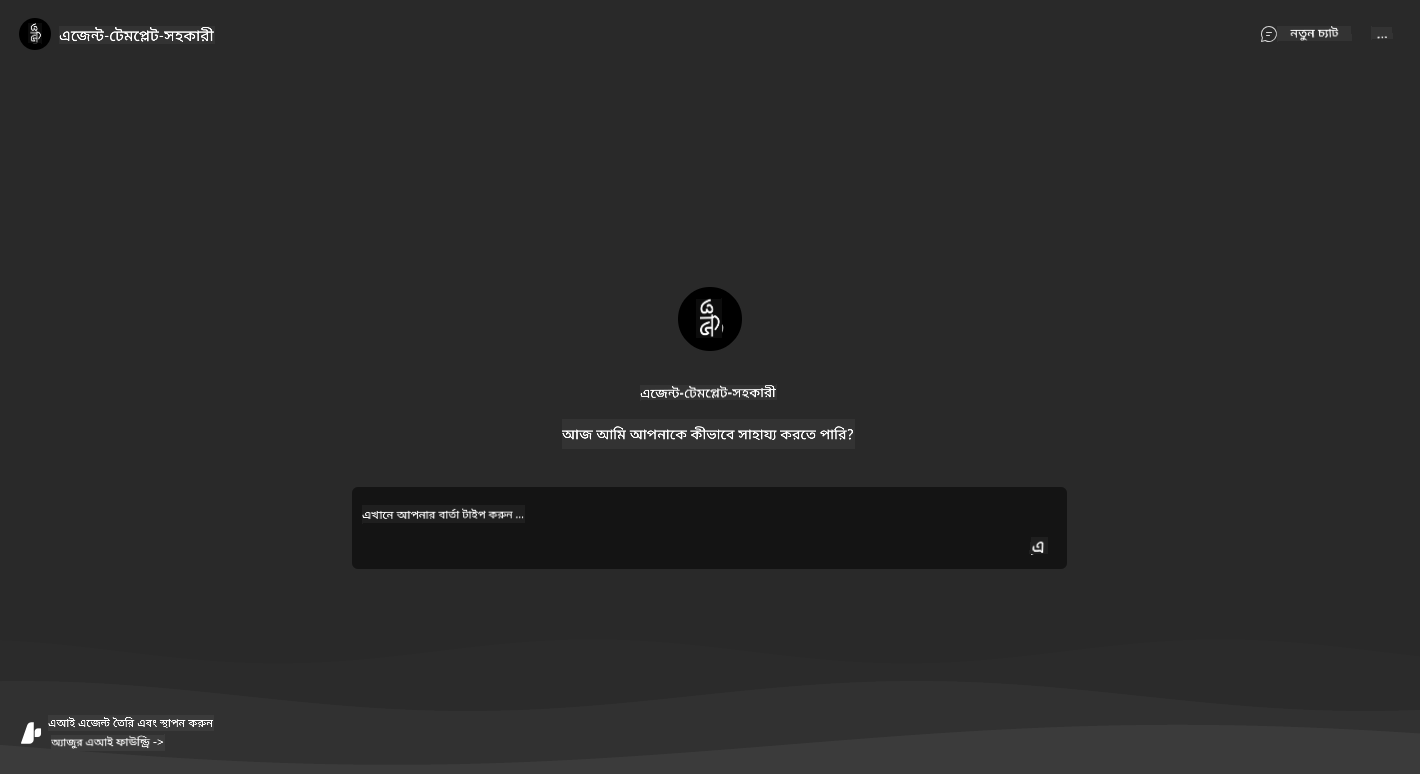 এজেন্ট-টেমপ্লেট-সহকারী
নতুন চ্যাট
...
এজেন্ট-টেমপ্লেট-সহকারী
আজ আমি আপনাকে কীভাবে সাহায্য করতে পারি?
এখানে আপনার বার্তা টাইপ করুন ...
এ
এআই এজেন্ট তৈরি এবং স্থাপন করুন
অ্যাজুর এআই ফাউন্ড্রি ->